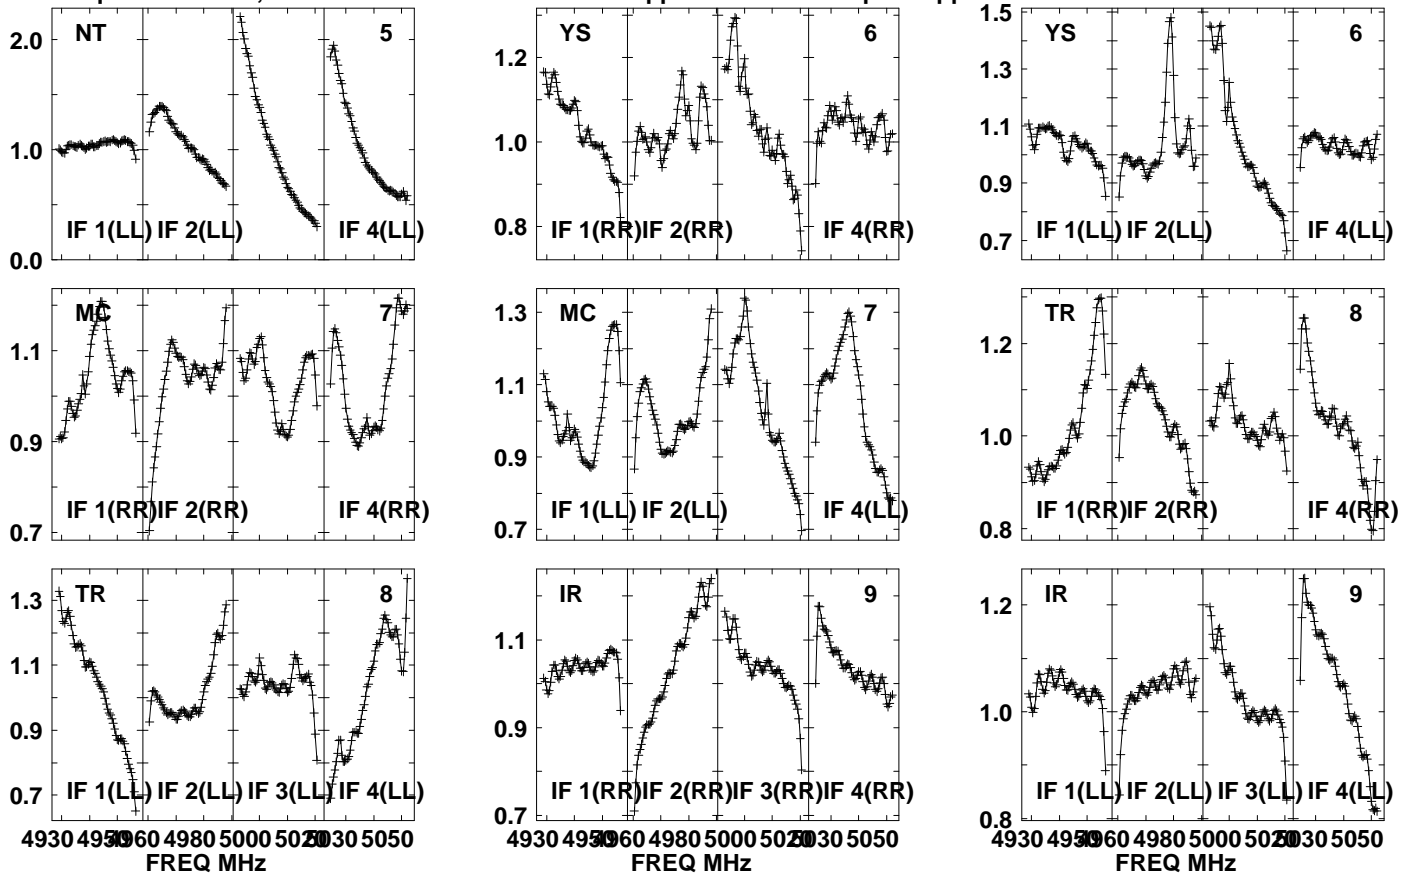 NT 5
2.0
1.0
0.0
IF 1(LL) IF 2(LL) IF 4(LL)
YS 6
1.2
1.0
0.8
IF 1(RR) IF 2(RR) IF 4(RR)
YS 6
1.5
1.3
1.1
0.9
0.7
IF 1(LL) IF 2(LL) IF 4(LL)
MC 7
1.1
0.9
0.7
IF 1(RR) IF 2(RR) IF 4(RR)
MC 7
1.3
1.1
0.9
0.7
IF 1(LL) IF 2(LL) IF 4(LL)
TR 8
1.2
1.0
0.8
IF 1(RR) IF 2(RR) IF 4(RR)
TR 8
1.3
1.1
0.9
0.7
IF 1(LL) IF 2(LL) IF 3(LL) IF 4(LL)
4930 4950 4960 4980 5000 5020 5030 5050
FREQ MHz
IR 9
1.1
0.9
0.7
IF 1(RR) IF 2(RR) IF 3(RR) IF 4(RR)
4930 4950 4960 4980 5000 5020 5030 5050
IR 9
1.2
1.0
0.8
IF 1(LL) IF 2(LL) IF 3(LL) IF 4(LL)
4930 4950 4960 4980 5000 5020 5030 5050
FREQ MHz